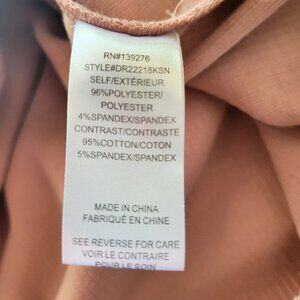 RN#139276
STYLE#DR22218KSN
SELF/EXTÉRIEUR
96%POLYESTER/
POLYESTER
4%SPANDEX/SPANDEX
CONTRAST/CONTRASTE
95%COTTON/COTON
5%SPANDEX/SPANDEX
MADE IN CHINA
FABRIQUÉ EN CHINE
SEE REVERSE FOR CARE
VOIR LE CONTRAIRE
POUR LE SOIN